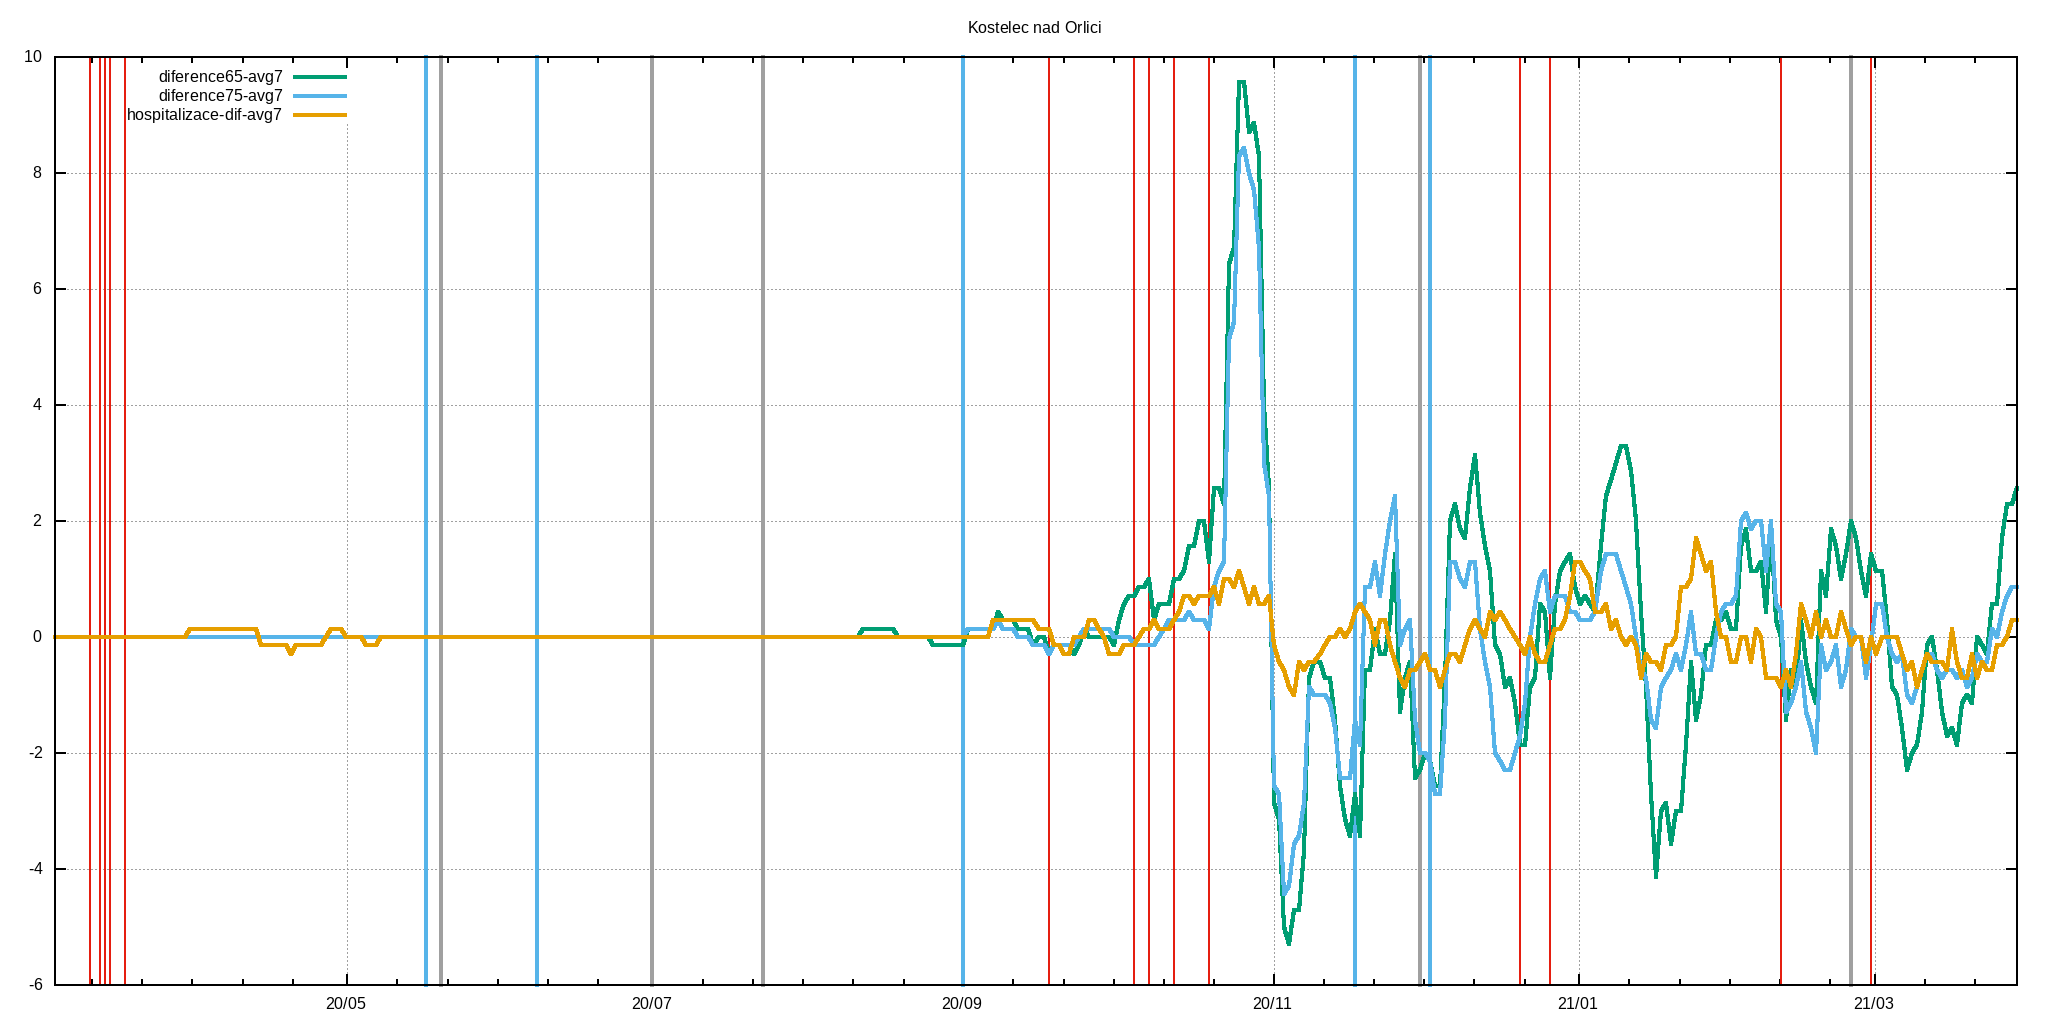 Kostelec nad Orlici
10
diference65-avg7
diference75-avg7
hospitalizace-dif-avg7
8
6
4
2
0
-2
-4
-6
20/05 20/07 20/09 20/11 21/01 21/03